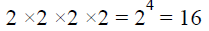 2 ×2 ×2 ×2 = 2⁴ = 16